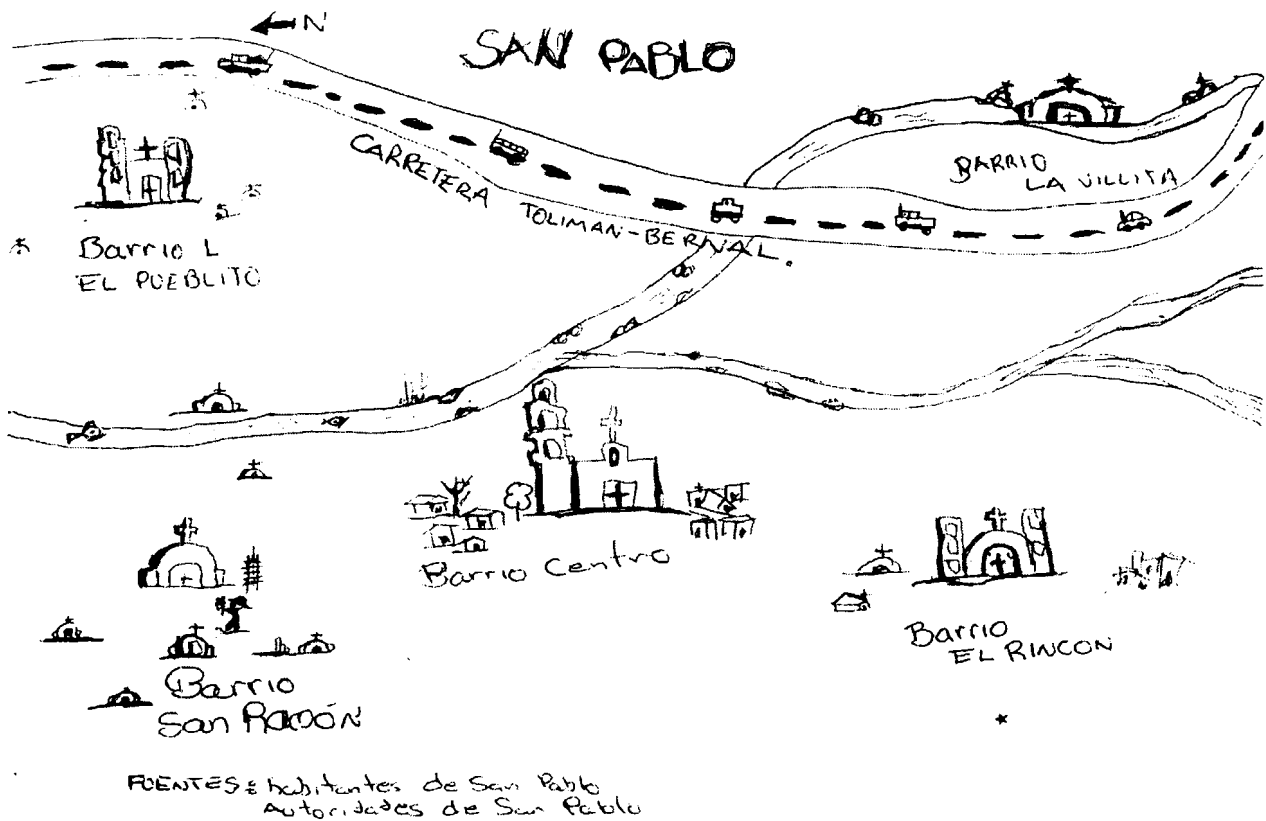 N
SAN PABLO
CARRETERA TOLIMAN-BERNAL.
BARRIO
LA VILLITA
Barrio L
EL PUEBLITO
Barrio Centro
Barrio
EL RINCON
Barrio
San Ramón
FUENTES: habitantes de San Pablo
Autoridades de San Pablo